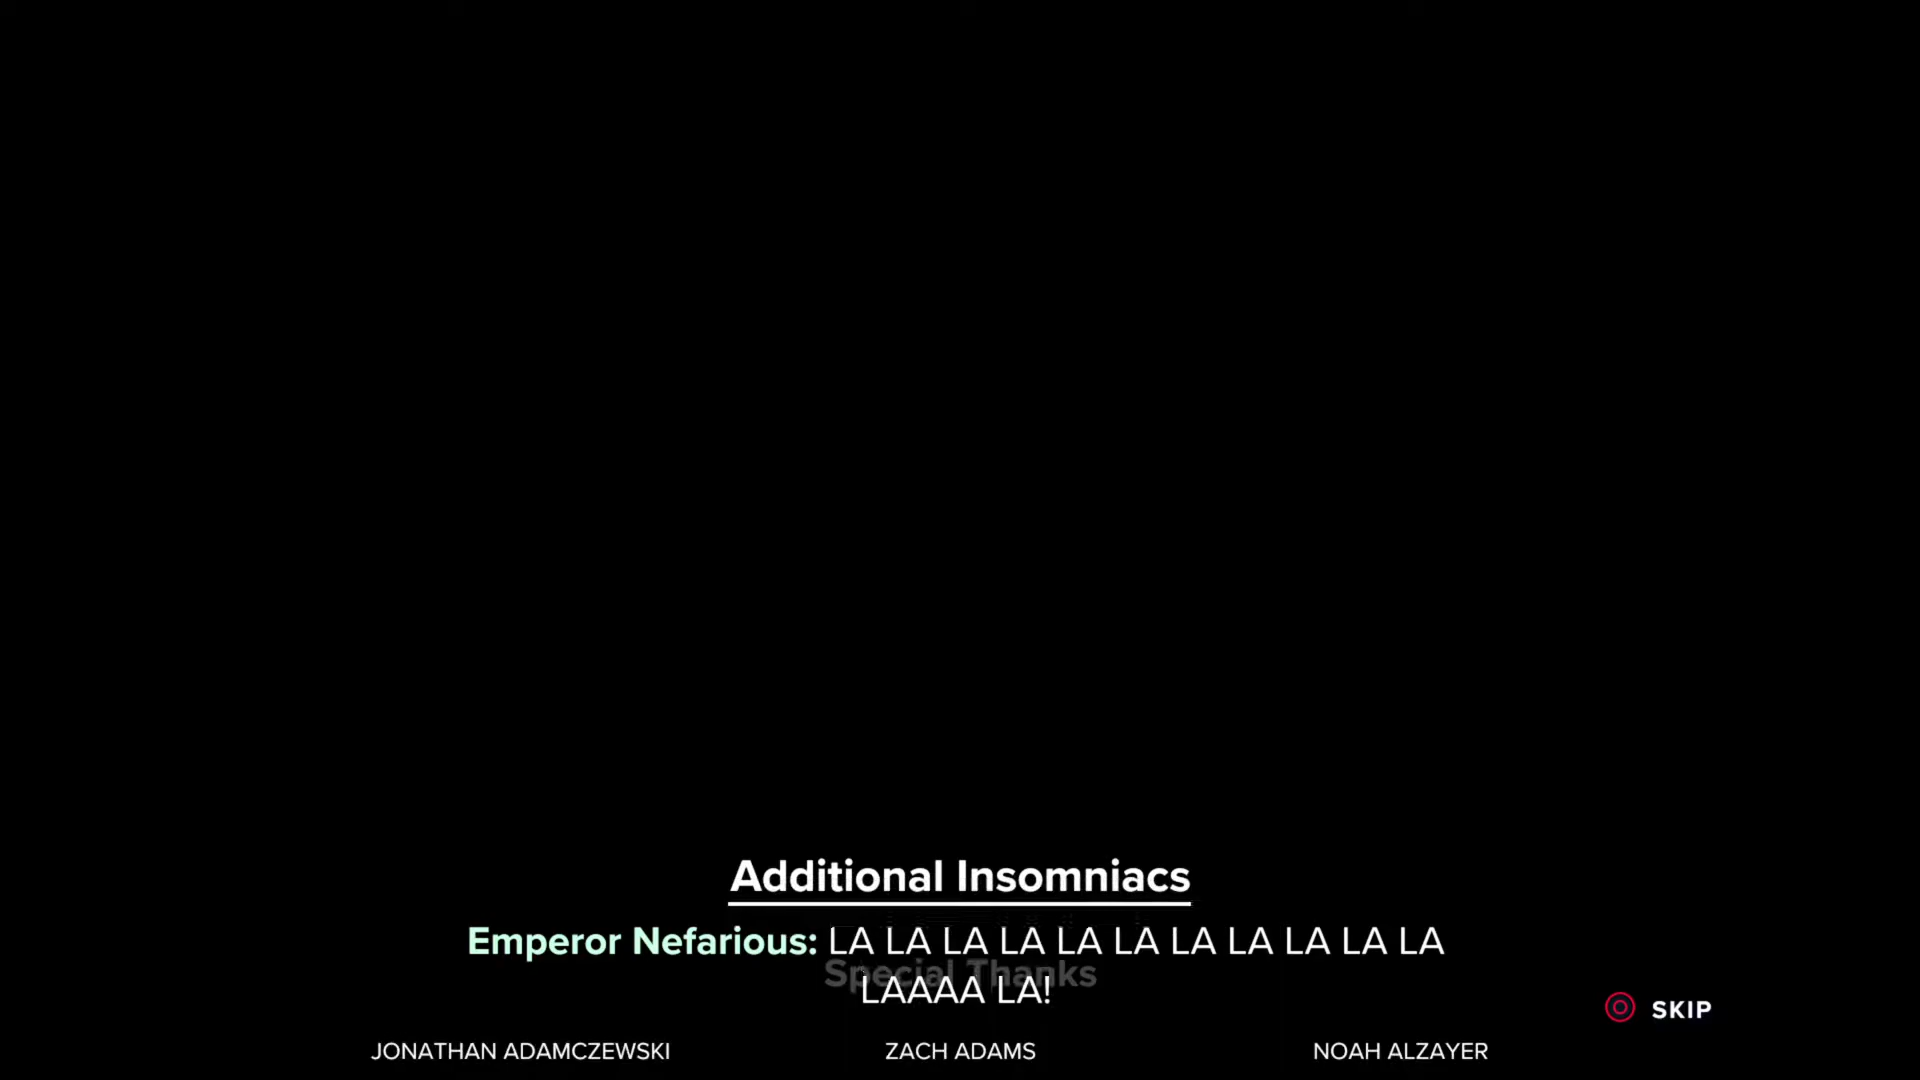 Additional Insomniacs
Emperor Nefarious: LA LA LA LA LA LA LA LA LA LA LA
Special Thanks
LAAAA LA!
SKIP
JONATHAN ADAMCZEWSKI ZACH ADAMS NOAH ALZAYER